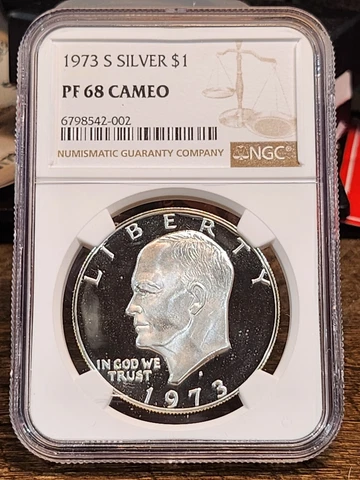 1973 S SILVER $1
PF 68 CAMEO
6798542-002
NUMISMATIC GUARANTY COMPANY
NGC
LIBERTY
IN GOD WE
TRUST
1973